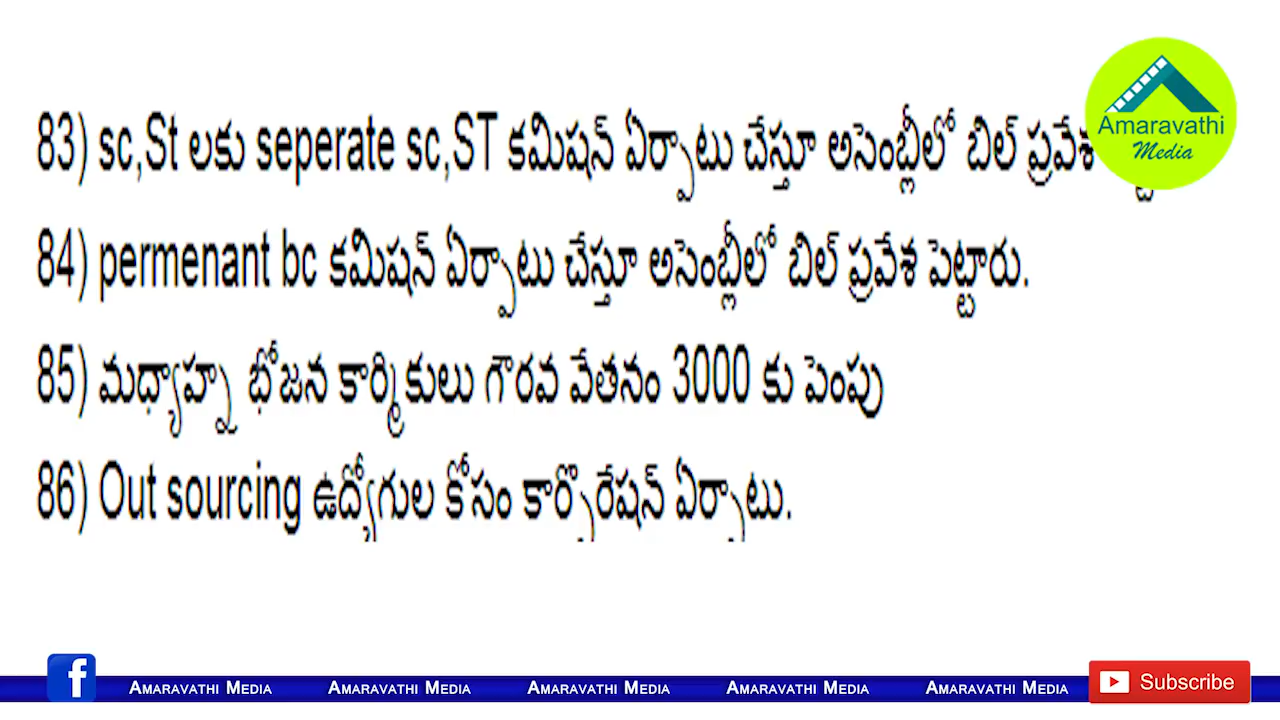 83) sc,St లకు seperate sc,ST కమిషన్ ఏర్పాటు చేస్తూ అసెంబ్లీలో బిల్ ప్రవేశ
Amaravathi
Media
84) permenant bc కమిషన్ ఏర్పాటు చేస్తూ అసెంబ్లీలో బిల్ ప్రవేశ పెట్టారు.
85) మధ్యాహ్న భోజన కార్మికులు గౌరవ వేతనం 3000 కు పెంపు
86) Out sourcing ఉద్యోగుల కోసం కార్పొరేషన్ ఏర్పాటు.
f AMARAVATHI MEDIA AMARAVATHI MEDIA AMARAVATHI MEDIA AMARAVATHI MEDIA AMARAVATHI MEDIA Subscribe